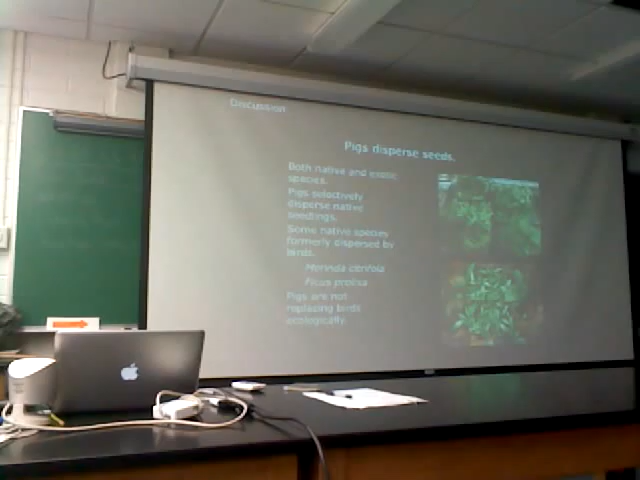 Discussion
Pigs disperse seeds.
Both native and exotic
species.
Pigs selectively
disperse native
seedlings.
Some native species
formerly dispersed by
birds.
Morinda citrifolia
Ficus prolixa
Pigs are not
replacing birds
ecologically.